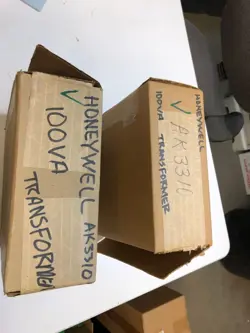 HONEYWELL AK3310
100VA
TRANSFORMER
HONEYWELL
AK3310
100VA TRANSFORMER